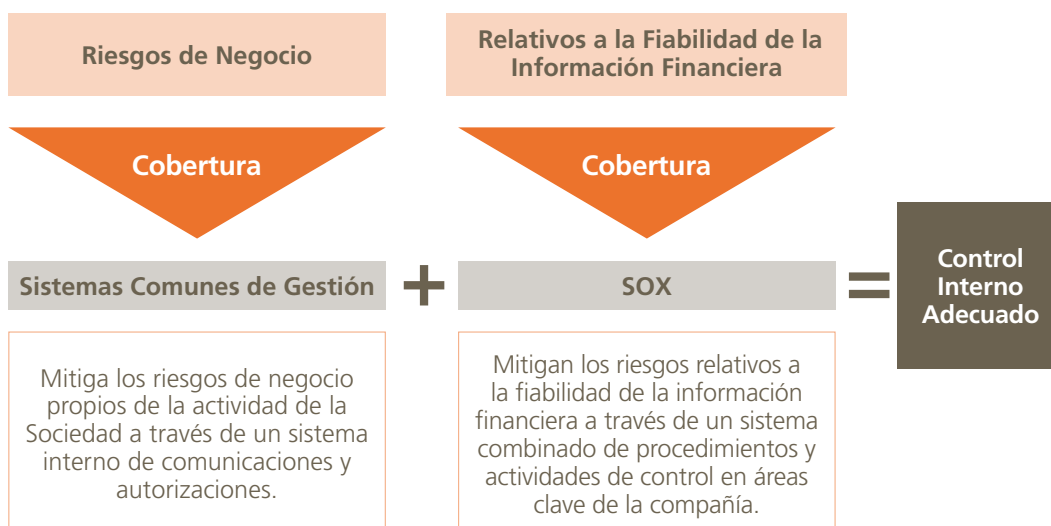 Riesgos de Negocio
Relativos a la Fiabilidad de la
Información Financiera
Cobertura
Cobertura
Sistemas Comunes de Gestión
+
SOX
=
Control
Interno
Adecuado
Mitiga los riesgos de negocio
propios de la actividad de la
Sociedad a través de un sistema
interno de comunicaciones y
autorizaciones.
Mitigan los riesgos relativos a
la fiabilidad de la información
financiera a través de un sistema
combinado de procedimientos y
actividades de control en áreas
clave de la compañía.